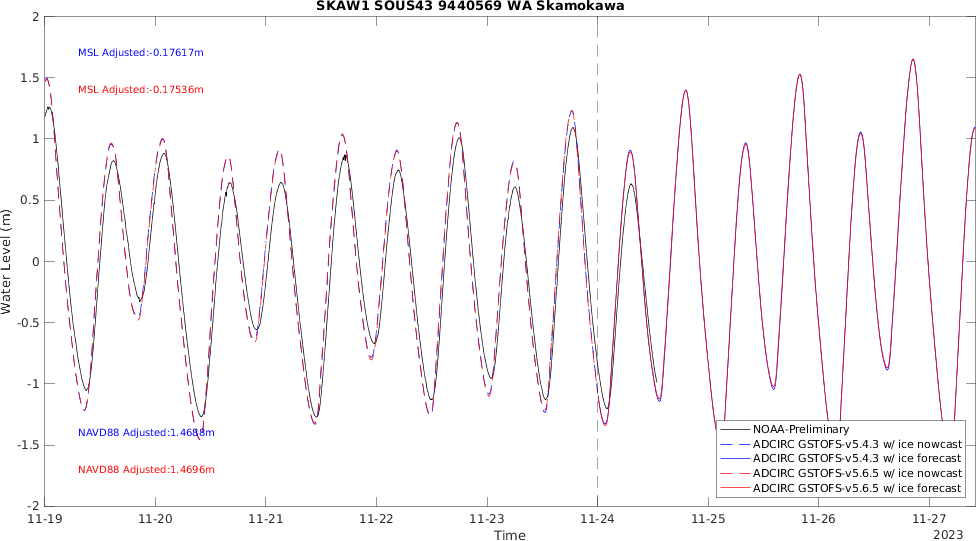 SKAW1 SOUS43 9440569 WA Skamokawa
2
1.5
1
0.5
0
-0.5
-1
-1.5
-2
Water Level (m)
MSL Adjusted:-0.17617m
MSL Adjusted:-0.17536m
NAVD88 Adjusted:1.4688m
NAVD88 Adjusted:1.4696m
NOAA-Preliminary
ADCIRC GSTOFS-v5.4.3 w/ ice nowcast
ADCIRC GSTOFS-v5.4.3 w/ ice forecast
ADCIRC GSTOFS-v5.6.5 w/ ice nowcast
ADCIRC GSTOFS-v5.6.5 w/ ice forecast
11-19 11-20 11-21 11-22 11-23 11-24 11-25 11-26 11-27
Time
2023